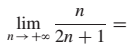 lim n→+∞ n/(2n + 1) =